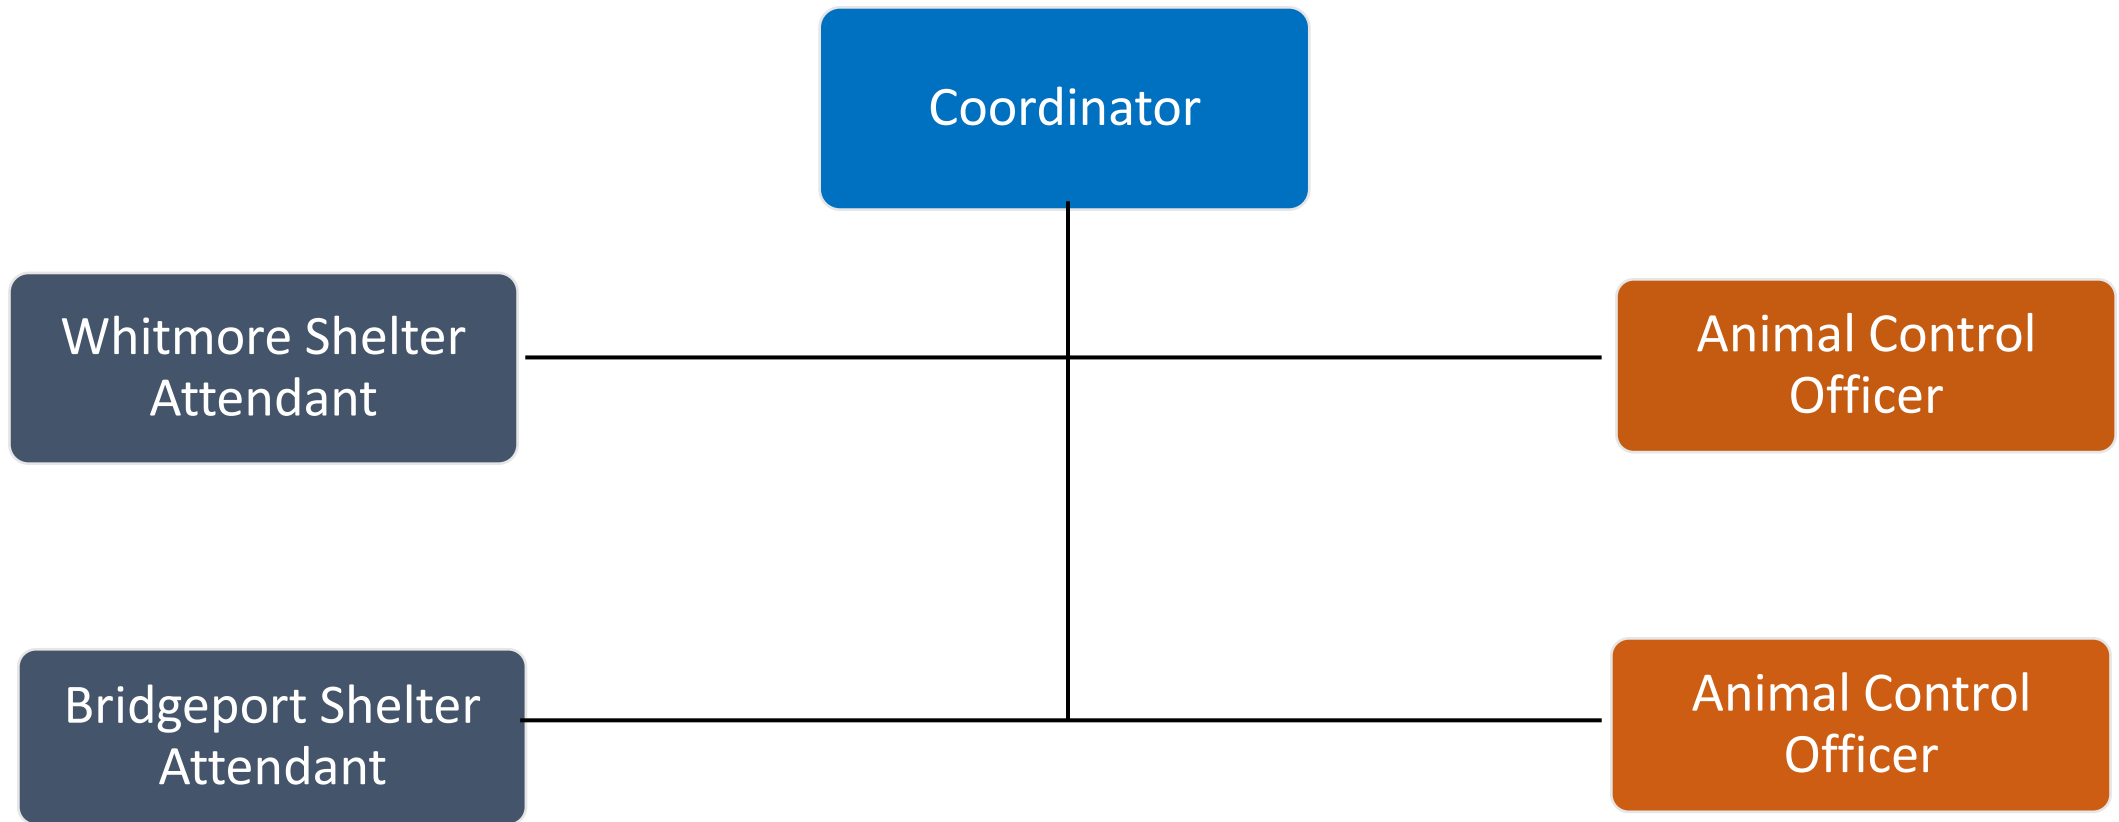 Coordinator
Whitmore Shelter
Attendant
Animal Control
Officer
Bridgeport Shelter
Attendant
Animal Control
Officer